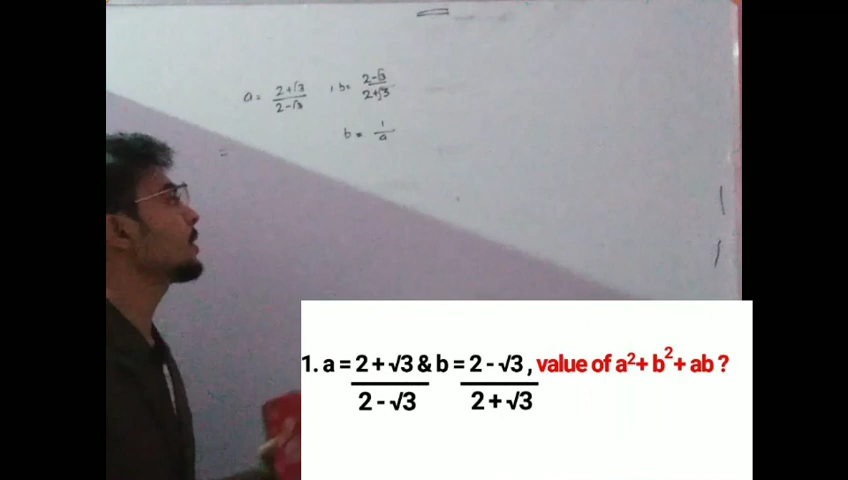 a = 2+√3 , b = 2-√3
2-√3 2+√3
b = 1
a
1. a = 2 + √3 & b = 2 - √3 , value of a²+ b²+ ab ?
2 - √3 2 + √3